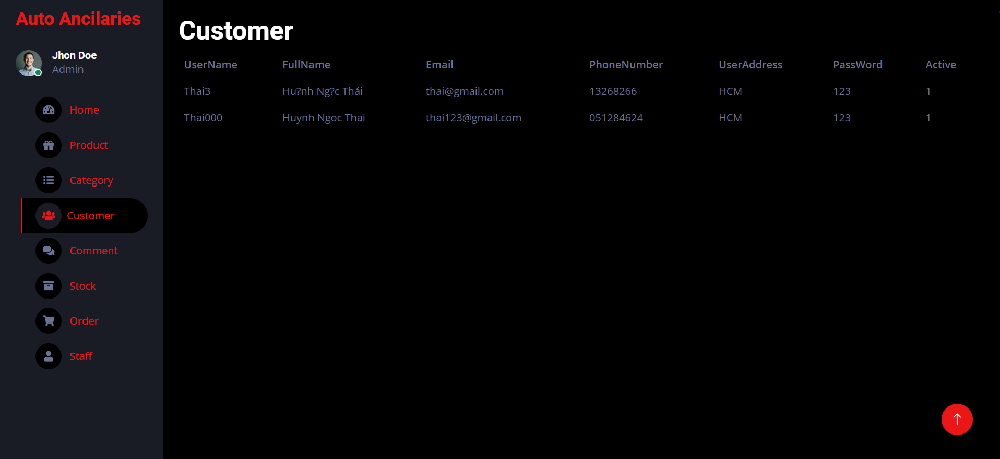 Auto Ancilaries
Jhon Doe
Admin
Home
Product
Category
Customer
Comment
Stock
Order
Staff
Customer
UserName FullName Email PhoneNumber UserAddress PassWord Active
Thai3 Hu?nh Ng?c Thái thai@gmail.com 13268266 HCM 123 1
Thai000 Huynh Ngoc Thai thai123@gmail.com 051284624 HCM 123 1